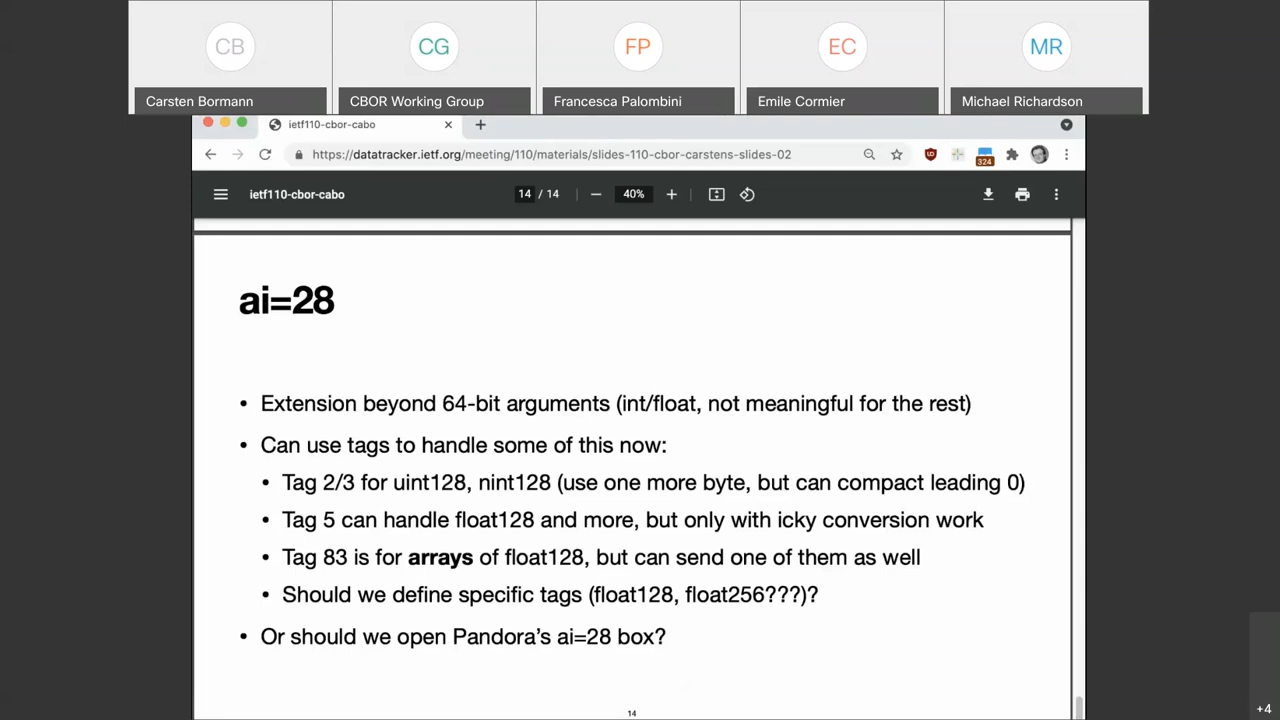 CB
CG
FP
EC
MR
Carsten Bormann
CBOR Working Group
Francesca Palombini
Emile Cormier
Michael Richardson
ietf110-cbor-cabo
https://datatracker.ietf.org/meeting/110/materials/slides-110-cbor-carstens-slides-02
324
ietf110-cbor-cabo
14 / 14
40%
ai=28
• Extension beyond 64-bit arguments (int/float, not meaningful for the rest)
• Can use tags to handle some of this now:
• Tag 2/3 for uint128, nint128 (use one more byte, but can compact leading 0)
• Tag 5 can handle float128 and more, but only with icky conversion work
• Tag 83 is for arrays of float128, but can send one of them as well
• Should we define specific tags (float128, float256???)?
• Or should we open Pandora’s ai=28 box?
14
+4